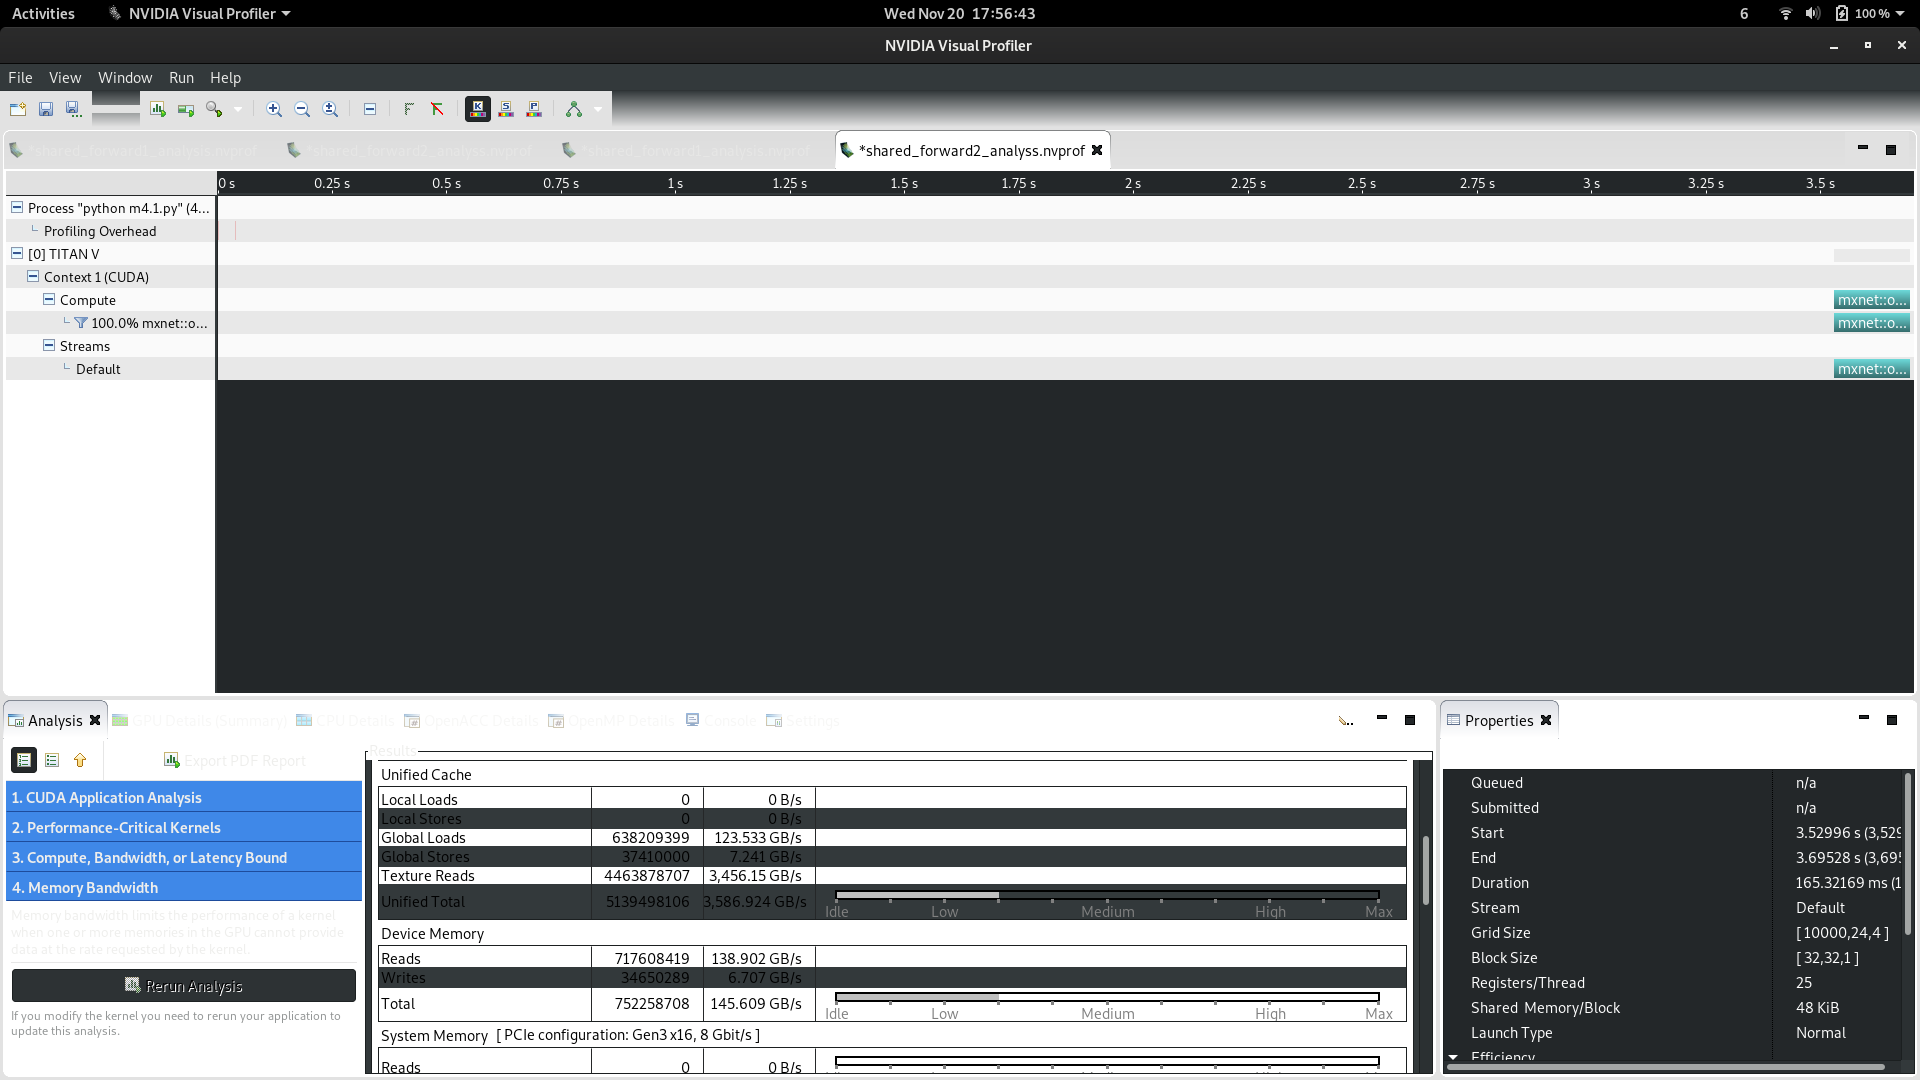 Activities NVIDIA Visual Profiler Wed Nov 20 17:56:43 6 100 %
NVIDIA Visual Profiler
File View Window Run Help
*shared_forward2_analyss.nvprof
0 s 0.25 s 0.5 s 0.75 s 1 s 1.25 s 1.5 s 1.75 s 2 s 2.25 s 2.5 s 2.75 s 3 s 3.25 s 3.5 s
Process "python m4.1.py" (4...
Profiling Overhead
[0] TITAN V
Context 1 (CUDA)
Compute mxnet::o...
100.0% mxnet::o... mxnet::o...
Streams
Default mxnet::o...
Analysis GPU Details (Summary) CPU Details OpenACC Details OpenMP Details Console Settings
Export PDF Report
1. CUDA Application Analysis
2. Performance-Critical Kernels
3. Compute, Bandwidth, or Latency Bound
4. Memory Bandwidth
Memory bandwidth limits the performance of a kernel
when one or more memories in the GPU cannot provide
data at the rate requested by the kernel.
Rerun Analysis
If you modify the kernel you need to rerun your application to
update this analysis.
Results
Unified Cache
Local Loads 0 0 B/s
Local Stores 0 0 B/s
Global Loads 638209399 123.533 GB/s
Global Stores 37410000 7.241 GB/s
Texture Reads 4463878707 3,456.15 GB/s
Unified Total 5139498106 3,586.924 GB/s
Idle Low Medium High Max
Device Memory
Reads 717608419 138.902 GB/s
Writes 34650289 6.707 GB/s
Total 752258708 145.609 GB/s
Idle Low Medium High Max
System Memory [ PCIe configuration: Gen3 x16, 8 Gbit/s ]
Reads 0 0 B/s
Properties
Queued n/a
Submitted n/a
Start 3.52996 s (3,529
End 3.69528 s (3,695
Duration 165.32169 ms (1
Stream Default
Grid Size [ 10000,24,4 ]
Block Size [ 32,32,1 ]
Registers/Thread 25
Shared Memory/Block 48 KiB
Launch Type Normal
Efficiency